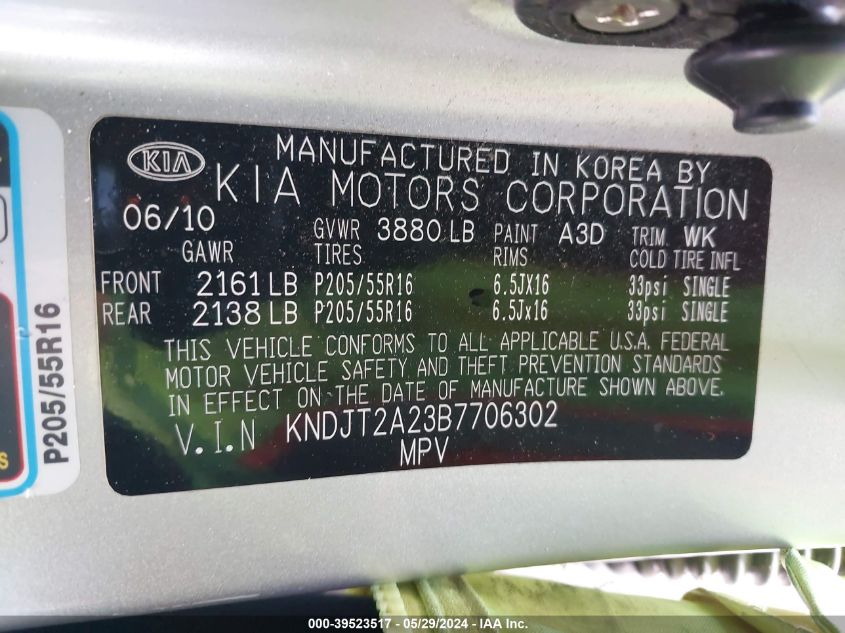 KIA
MANUFACTURED IN KOREA BY
KIA MOTORS CORPORATION
06/10 GVWR 3880 LB PAINT A3D TRIM WK
GAWR TIRES RIMS COLD TIRE INFL
FRONT 2161 LB P205/55R16 6.5JX16 33psi SINGLE
REAR 2138 LB P205/55R16 6.5Jx16 33psi SINGLE
THIS VEHICLE CONFORMS TO ALL APPLICABLE U.S.A. FEDERAL
MOTOR VEHICLE SAFETY AND THEFT PREVENTION STANDARDS
IN EFFECT ON THE DATE OF MANUFACTURE SHOWN ABOVE.
V.I.N KNDJT2A23B7706302
MPV
P205/55R16
S
000-39523517 - 05/29/2024 - IAAI.COM